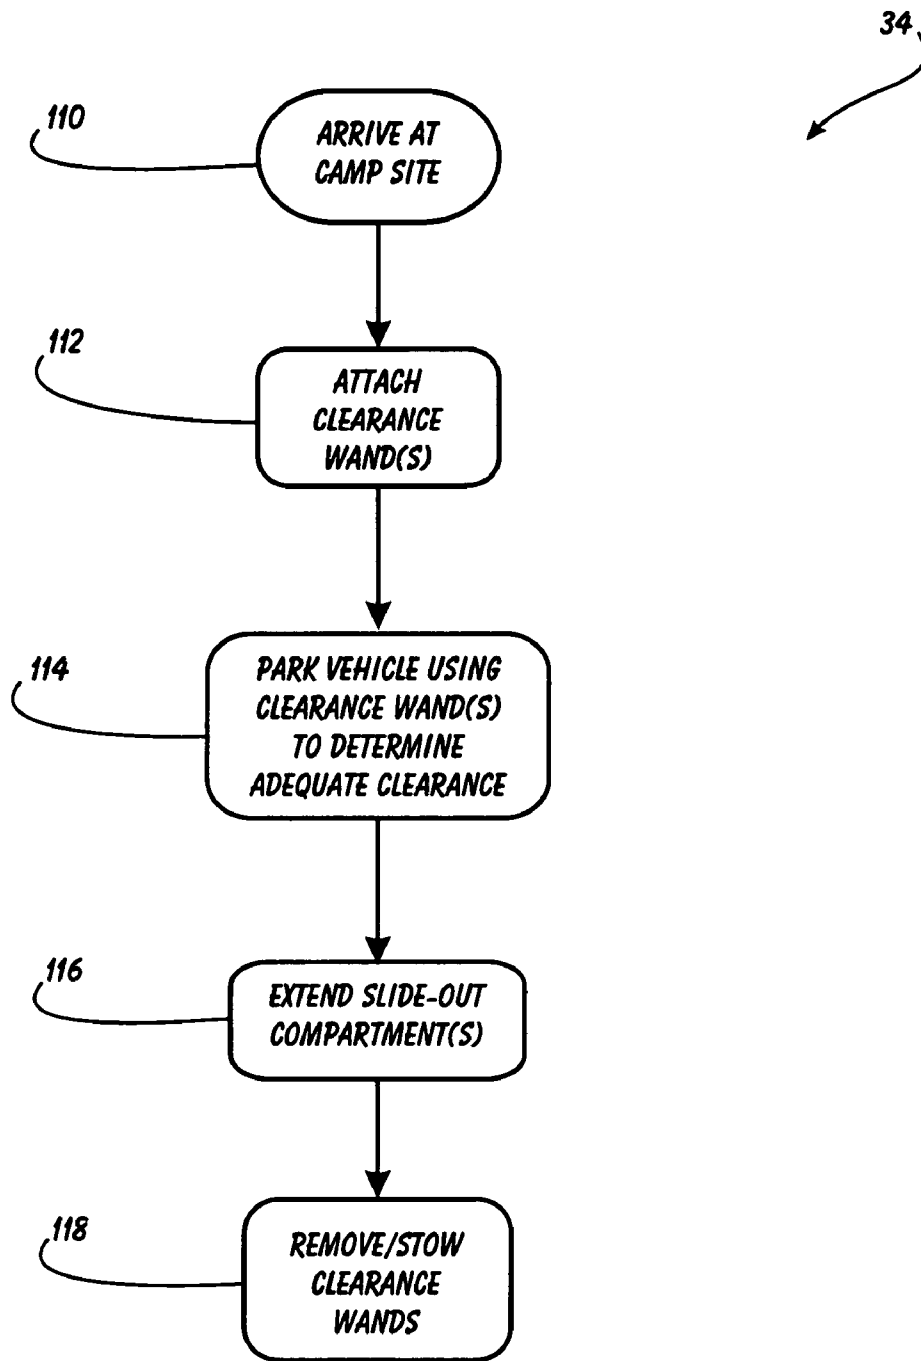 34
110
ARRIVE AT
CAMP SITE
112
ATTACH
CLEARANCE
WAND(S)
114
PARK VEHICLE USING
CLEARANCE WAND(S)
TO DETERMINE
ADEQUATE CLEARANCE
116
EXTEND SLIDE-OUT
COMPARTMENT(S)
118
REMOVE/STOW
CLEARANCE
WANDS